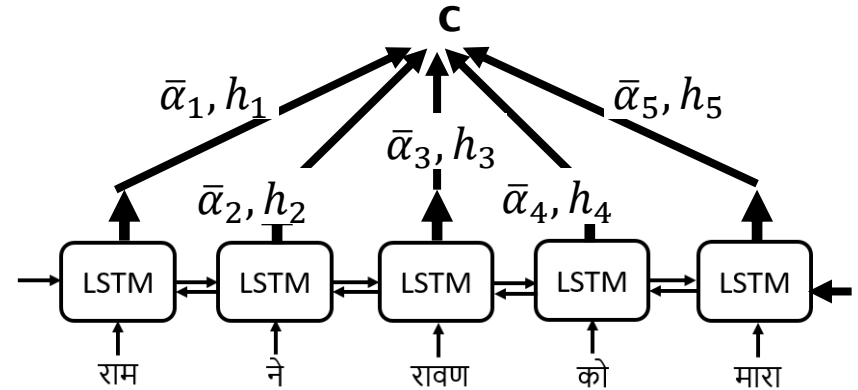 c
ᾱ₁, h₁
ᾱ₅, h₅
ᾱ₃, h₃
ᾱ₂, h₂
ᾱ₄, h₄
LSTM LSTM LSTM LSTM LSTM
राम ने रावण को मारा